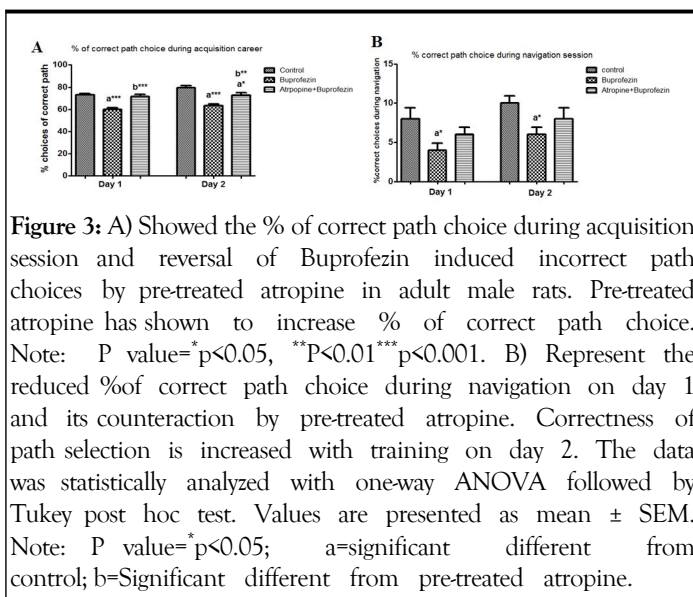 A
% of correct path choice during acquisition career
% choices of correct path
100
80
60
40
20
0
a***
b***
a***
b**
a*
Day 1
Day 2
Control
Buprofezin
Atrpopine+Buprofezin
B
% correct path choice during navigation session
%correct choices during navigation
15
10
5
0
a*
a*
Day 1
Day 2
control
Buprofezin
Atropine+Buprofezin
Figure 3: A) Showed the % of correct path choice during acquisition
session and reversal of Buprofezin induced incorrect path
choices by pre-treated atropine in adult male rats. Pre-treated
atropine has shown to increase % of correct path choice.
Note: P value=*p<0.05, **P<0.01***p<0.001. B) Represent the
reduced %of correct path choice during navigation on day 1
and its counteraction by pre-treated atropine. Correctness of
path selection is increased with training on day 2. The data
was statistically analyzed with one-way ANOVA followed by
Tukey post hoc test. Values are presented as mean ± SEM.
Note: P value=*p<0.05; a=significant different from
control; b=Significant different from pre-treated atropine.